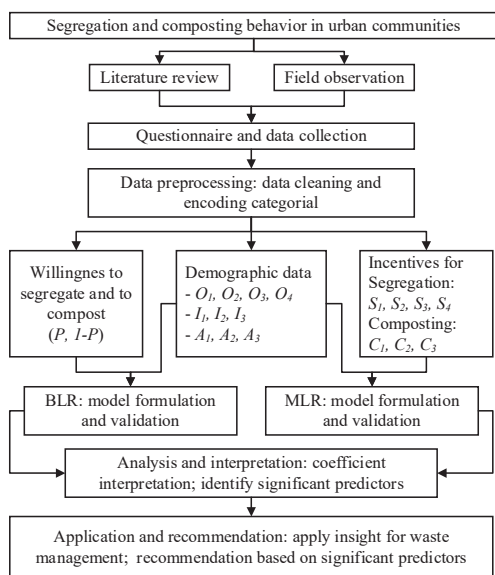 Segregation and composting behavior in urban communities
Literature review
Field observation
Questionnaire and data collection
Data preprocessing: data cleaning and
encoding categorial
Willingnes to
segregate and to
compost
(P, 1-P)
Demographic data
- O1, O2, O3, O4
- I1, I2, I3
- A1, A2, A3
Incentives for
Segregation:
S1, S2, S3, S4
Composting:
C1, C2, C3
BLR: model formulation
and validation
MLR: model formulation
and validation
Analysis and interpretation: coefficient
interpretation; identify significant predictors
Application and recommendation: apply insight for waste
management; recommendation based on significant predictors